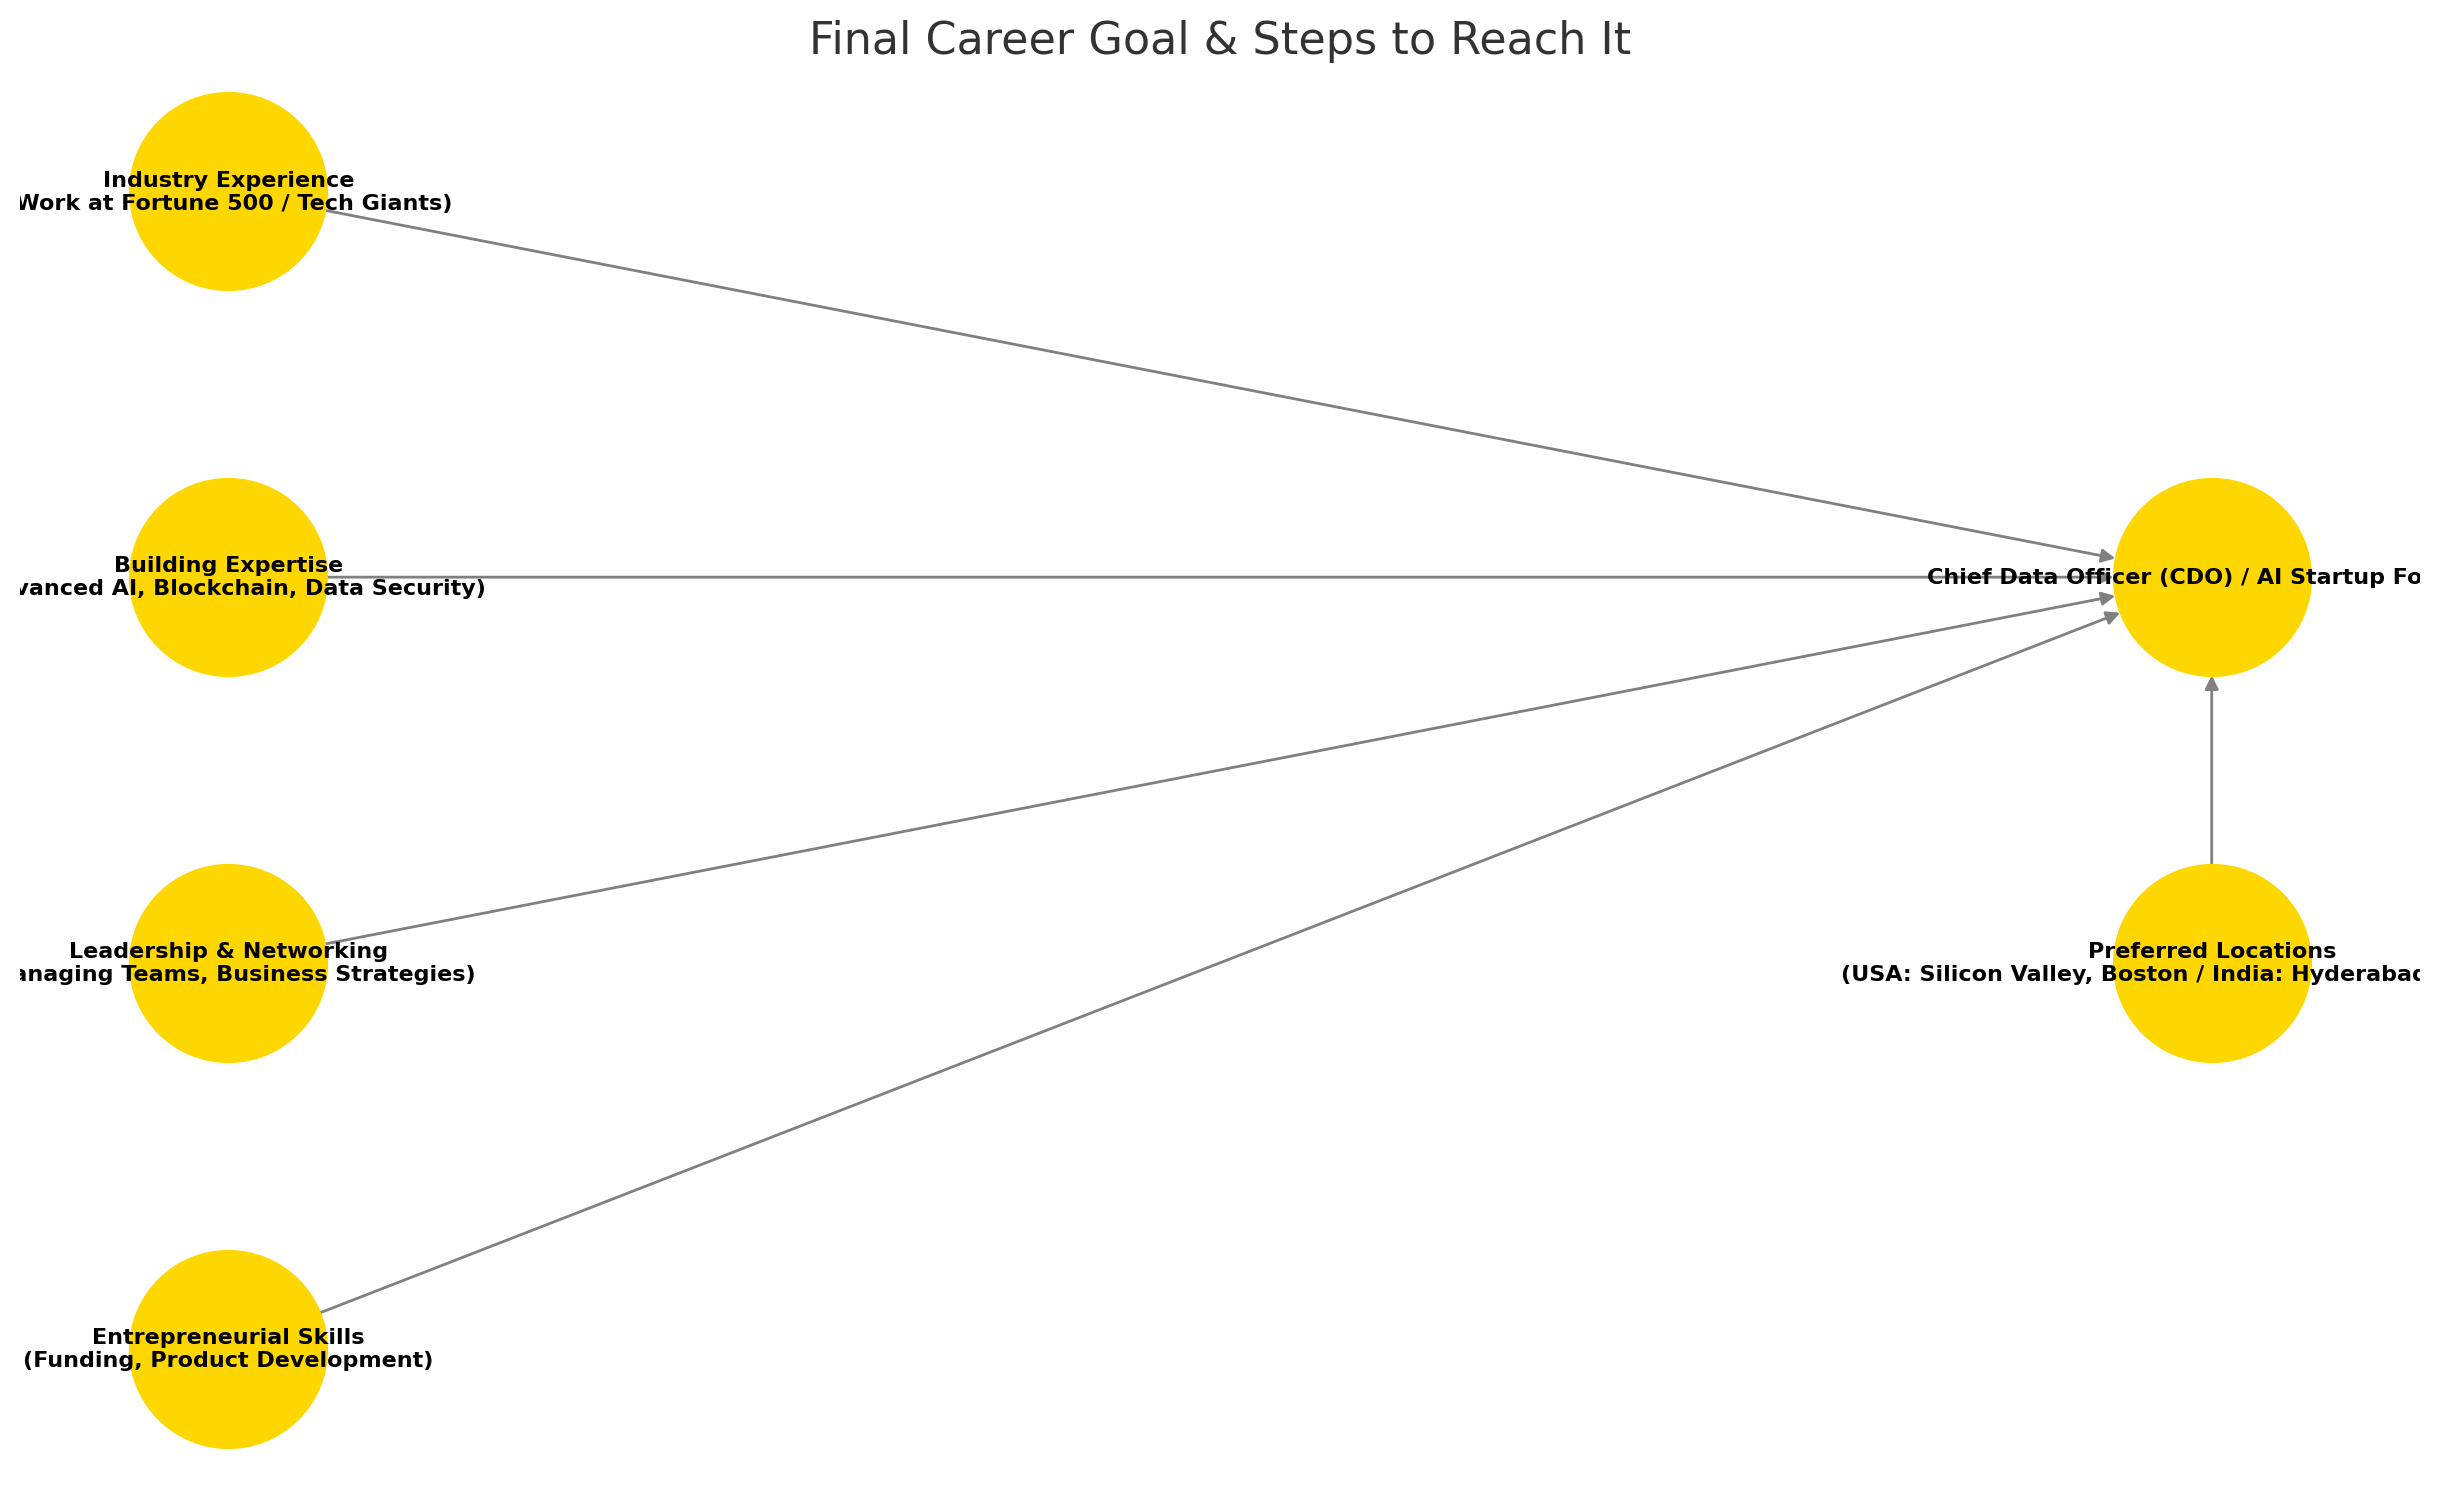 Final Career Goal & Steps to Reach It
Industry Experience
Work at Fortune 500 / Tech Giants)
Building Expertise
vanced AI, Blockchain, Data Security)
Chief Data Officer (CDO) / AI Startup Fo
Leadership & Networking
anaging Teams, Business Strategies)
Preferred Locations
(USA: Silicon Valley, Boston / India: Hyderabad
Entrepreneurial Skills
(Funding, Product Development)